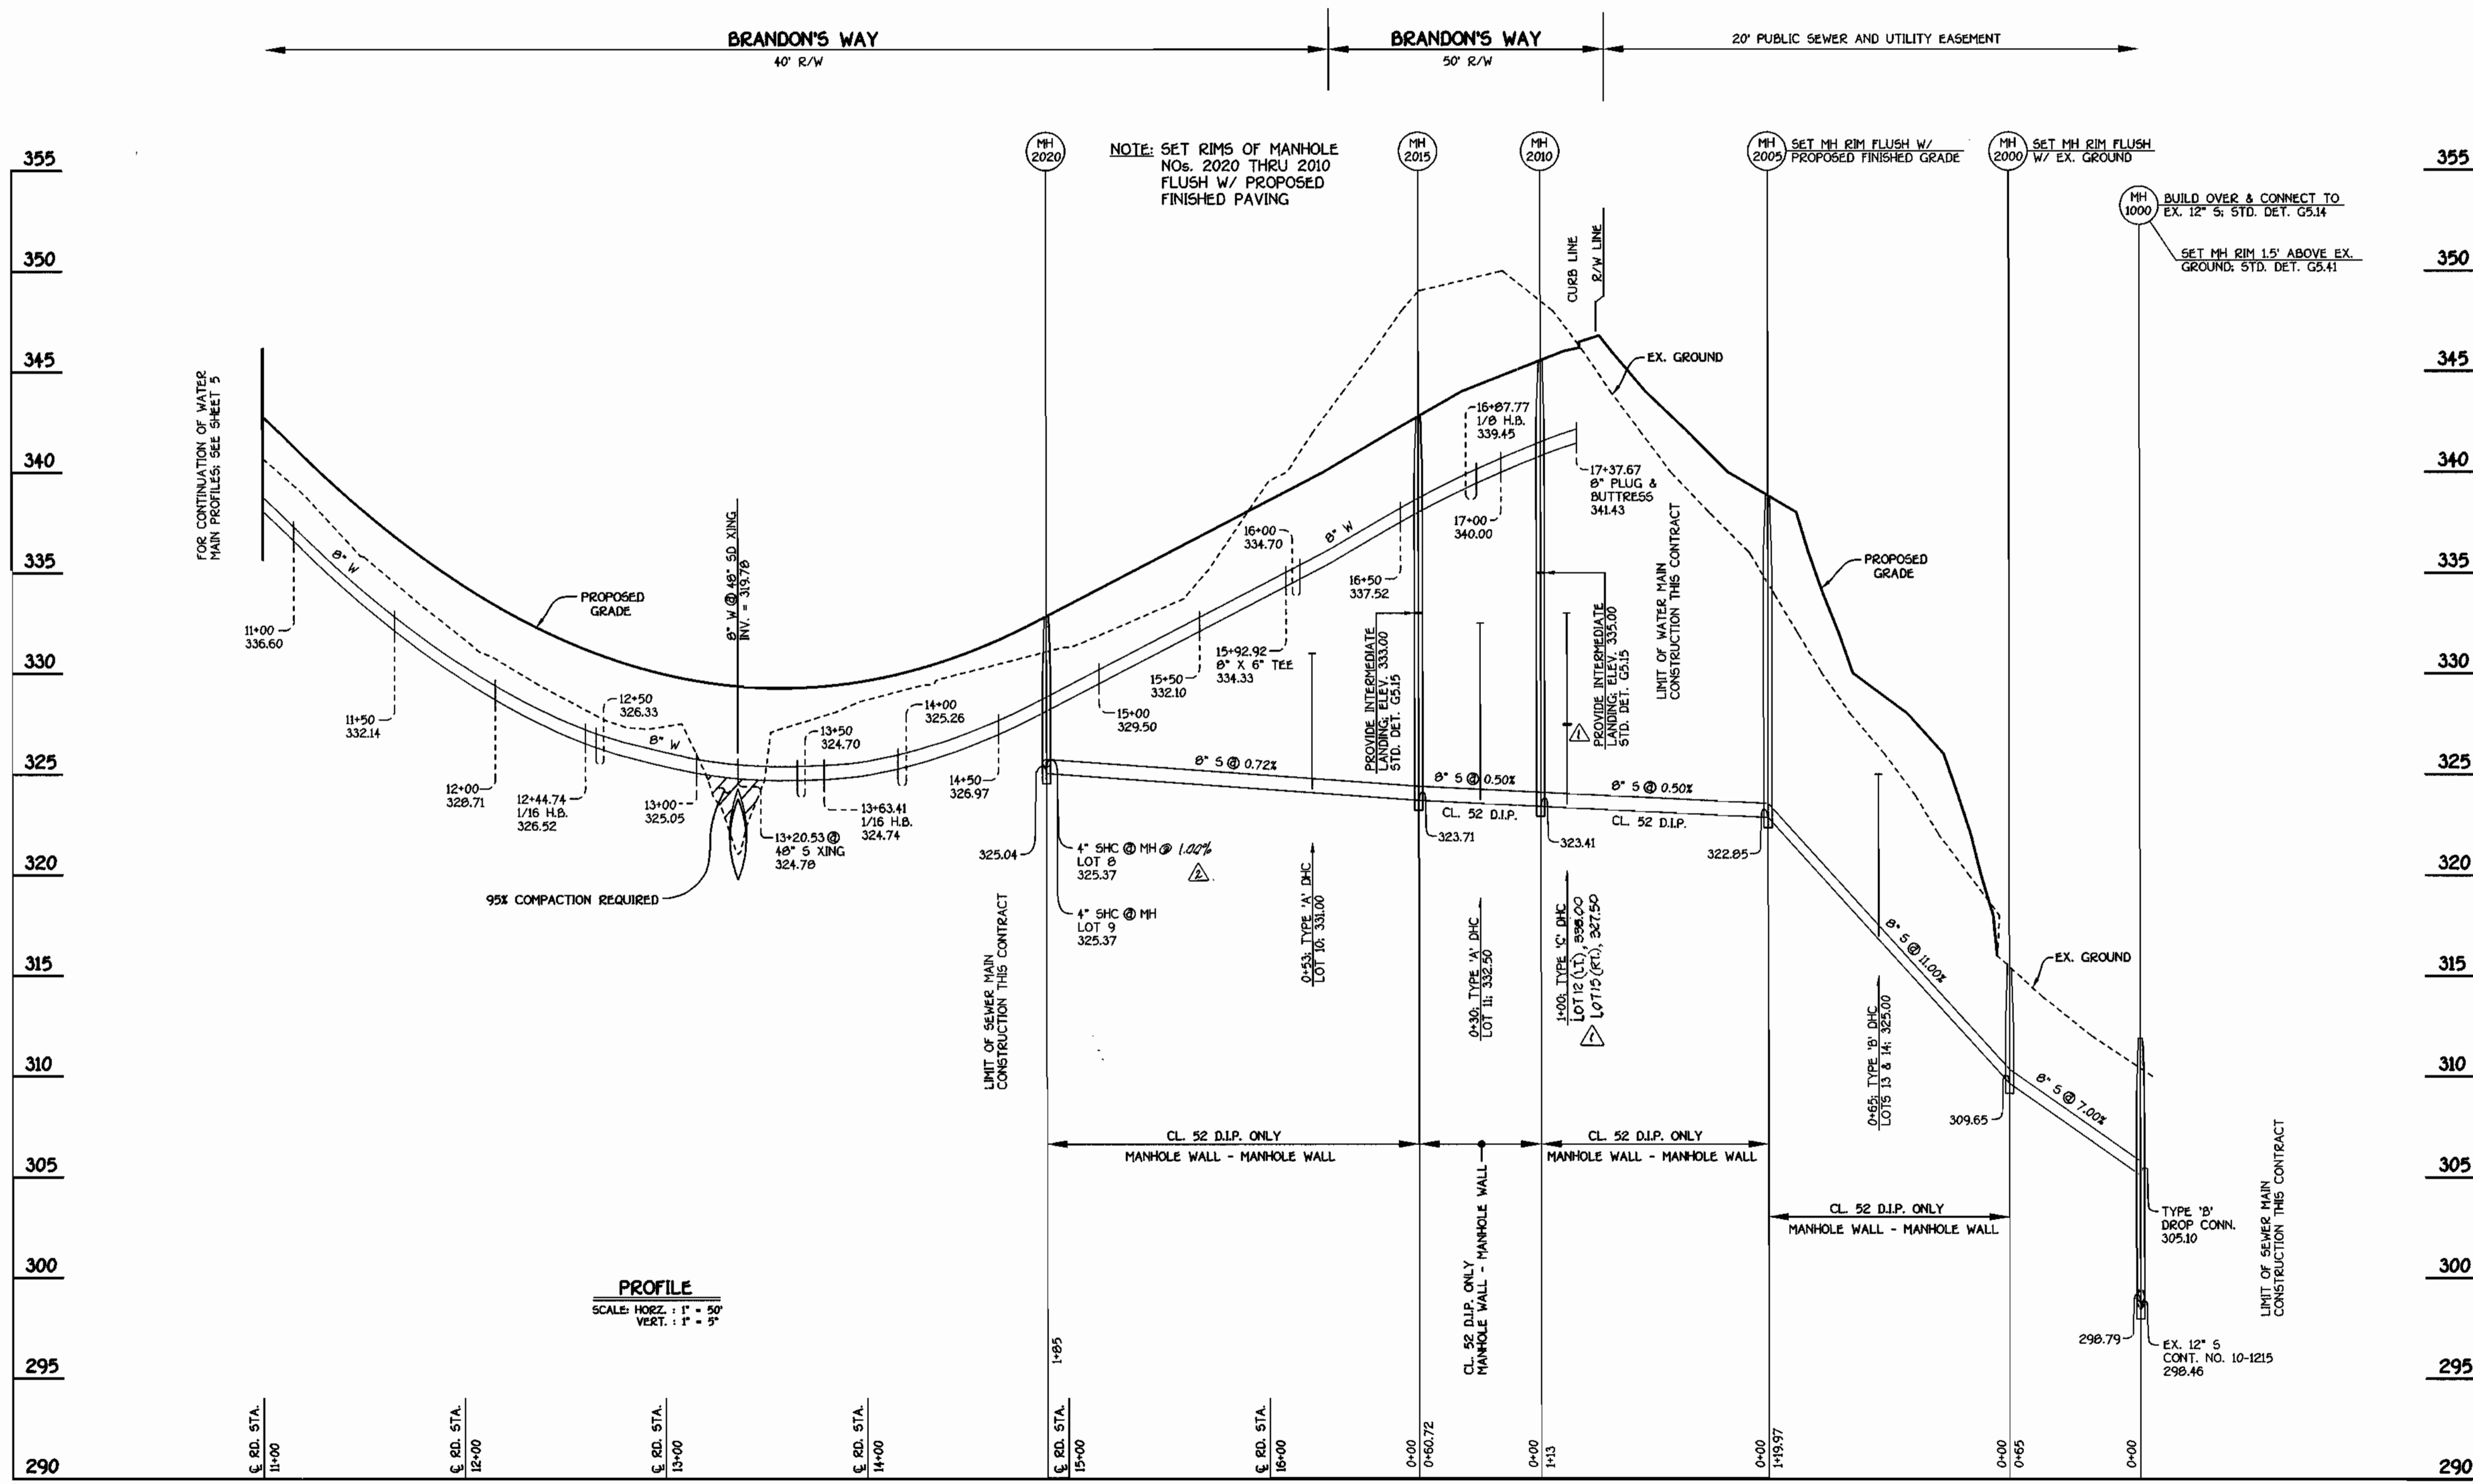 BRANDON'S WAY
40' R/W
BRANDON'S WAY
50' R/W
20' PUBLIC SEWER AND UTILITY EASEMENT
MH
2020
NOTE: SET RIMS OF MANHOLE
NOs. 2020 THRU 2010
FLUSH W/ PROPOSED
FINISHED PAVING
MH
2015
MH
2010
MH
2005
SET MH RIM FLUSH W/
PROPOSED FINISHED GRADE
MH
2000
SET MH RIM FLUSH
W/ EX. GROUND
MH
1000
BUILD OVER & CONNECT TO
EX. 12" S; STD. DET. G5.14
SET MH RIM 1.5' ABOVE EX.
GROUND; STD. DET. G5.41
355
350
345
340
335
330
325
320
315
310
305
300
295
290
355
350
345
340
335
330
325
320
315
310
305
300
295
290
FOR CONTINUATION OF WATER
MAIN PROFILES; SEE SHEET 5
8" W
PROPOSED
GRADE
8" W @ 48" SD XING
INV. = 319.78
11+00
336.60
11+50
332.14
12+00
328.71
12+44.74
1/16 H.B.
326.52
12+50
326.33
8" W
13+00
325.05
13+20.53 @
48" S XING
324.78
13+50
324.70
13+63.41
1/16 H.B.
324.74
14+00
325.26
14+50
326.97
15+00
329.50
15+50
332.10
15+92.92
8" X 6" TEE
334.33
16+00
334.70
8" W
16+50
337.52
16+87.77
1/8 H.B.
339.45
17+00
340.00
17+37.67
8" PLUG &
BUTTRESS
341.43
CURB LINE
R/W LINE
EX. GROUND
PROPOSED
GRADE
EX. GROUND
95% COMPACTION REQUIRED
LIMIT OF WATER MAIN
CONSTRUCTION THIS CONTRACT
PROVIDE INTERMEDIATE
LANDING; ELEV. 333.00
STD. DET. G5.15
PROVIDE INTERMEDIATE
LANDING; ELEV. 335.00
STD. DET. G5.15
1
8" S @ 0.72%
8" S @ 0.50%
CL. 52 D.I.P.
8" S @ 0.50%
CL. 52 D.I.P.
8" S @ 11.00%
8" S @ 7.00%
325.04
4" SHC @ MH @ 1.00%
LOT 8
325.37
2
4" SHC @ MH
LOT 9
325.37
323.71
323.41
322.85
309.65
LIMIT OF SEWER MAIN
CONSTRUCTION THIS CONTRACT
0+53; TYPE 'A' DHC
LOT 10; 331.00
0+30; TYPE 'A' DHC
LOT 11; 332.50
1+00; TYPE 'C' DHC
LOT 12 (LT.),
LOT 15 (RT.), 327.50
1
0+65; TYPE 'B' DHC
LOTS 13 & 14; 325.00
CL. 52 D.I.P. ONLY
MANHOLE WALL - MANHOLE WALL
CL. 52 D.I.P. ONLY
MANHOLE WALL - MANHOLE WALL
CL. 52 D.I.P. ONLY
MANHOLE WALL - MANHOLE WALL
CL. 52 D.I.P. ONLY
MANHOLE WALL - MANHOLE WALL
TYPE 'B'
DROP CONN.
305.10
298.79
EX. 12" S
CONT. NO. 10-1215
298.46
LIMIT OF SEWER MAIN
CONSTRUCTION THIS CONTRACT
PROFILE
SCALE: HORZ. : 1" = 50'
VERT. : 1" = 5'
1+85
℄ RD. STA.
11+00
℄ RD. STA.
12+00
℄ RD. STA.
13+00
℄ RD. STA.
14+00
℄ RD. STA.
15+00
℄ RD. STA.
16+00
0+00
0+60.72
0+00
1+13
0+00
1+19.97
0+00
0+65
0+00